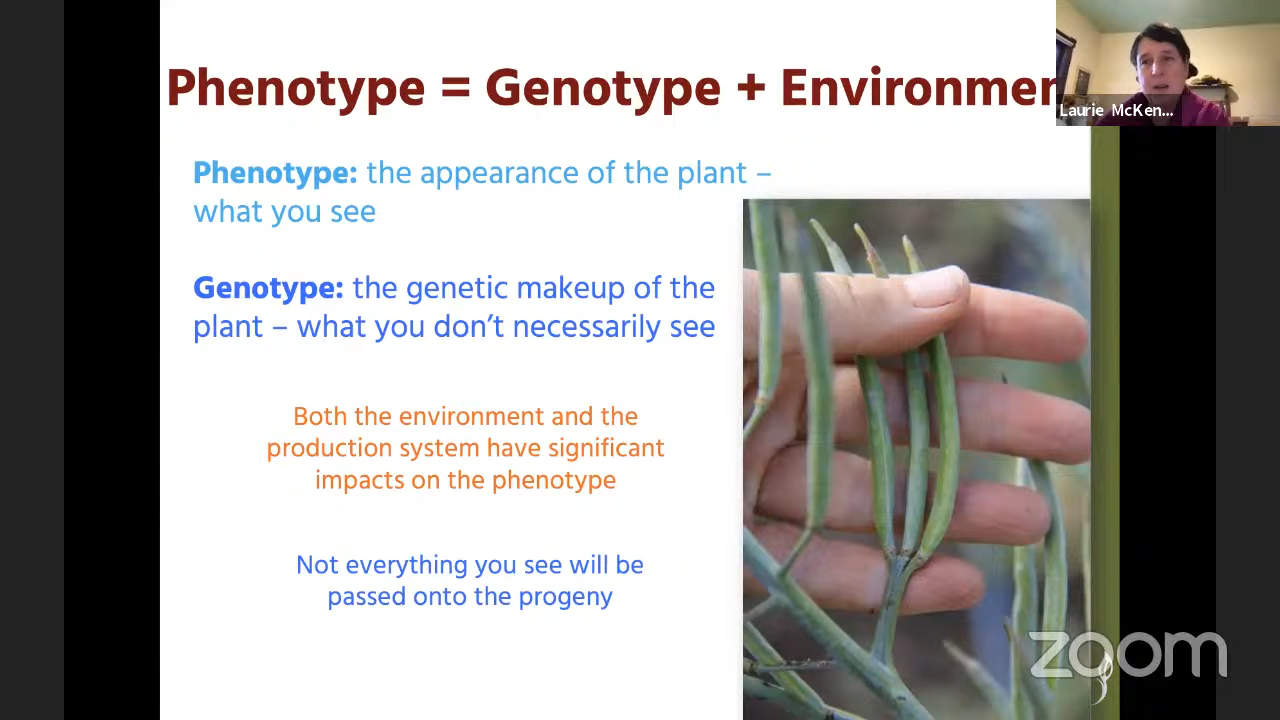 Phenotype = Genotype + Environmen
Laurie McKen...
Phenotype: the appearance of the plant –
what you see
Genotype: the genetic makeup of the
plant – what you don’t necessarily see
Both the environment and the
production system have significant
impacts on the phenotype
Not everything you see will be
passed onto the progeny
zoom